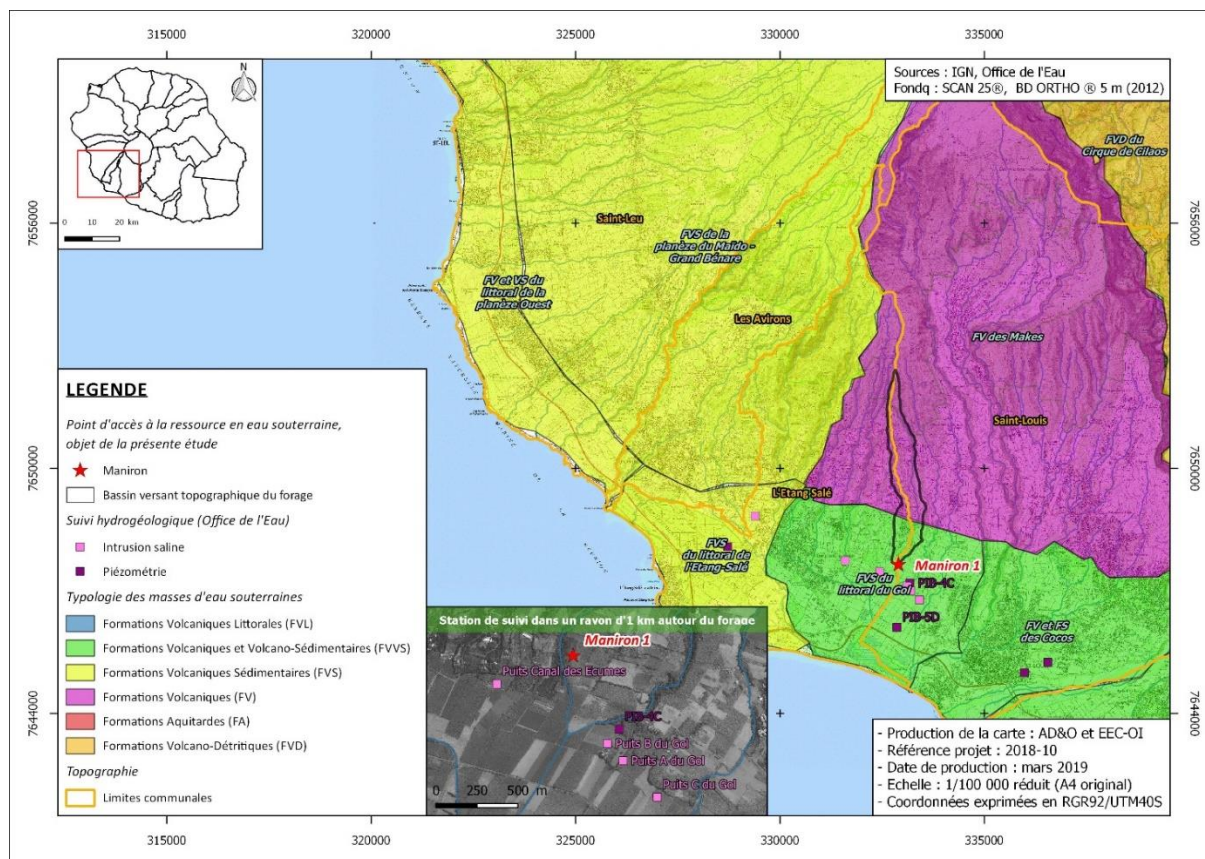 315000
320000
325000
330000
335000
7656000
7650000
7644000
N
0 10 20 km
Sources : IGN, Office de l'Eau
Fondq : SCAN 25®, BD ORTHO ® 5 m (2012)
FVD du
Cirque de Cilaos
ST-LEU
Saint-Leu
FVS de la
planèze du Maïdo -
Grand Bénare
FV et VS du
littoral de la
planèze Ouest
Les Avirons
FV des Makes
Saint-Louis
L'Etang-Salé
FVS
du littoral de
l'Etang-Salé
Maniron 1
PIB-4C
FVS du
littoral du Gol
PIB-5D
FV et FS
des Cocos
LEGENDE
Point d'accès à la ressource en eau souterraine,
objet de la présente étude
Maniron
Bassin versant topographique du forage
Suivi hydrogéologique (Office de l'Eau)
Intrusion saline
Piézométrie
Typologie des masses d'eau souterraines
Formations Volcaniques Littorales (FVL)
Formations Volcaniques et Volcano-Sédimentaires (FVVS)
Formations Volcaniques Sédimentaires (FVS)
Formations Volcaniques (FV)
Formations Aquitardes (FA)
Formations Volcano-Détritiques (FVD)
Topographie
Limites communales
Station de suivi dans un rayon d'1 km autour du forage
Maniron 1
Puits Canal des Ecumes
PIB-4C
Puits B du Gol
Puits A du Gol
Puits C du Gol
0 250 500 m
- Production de la carte : AD&O et EEC-OI
- Référence projet : 2018-10
- Date de production : mars 2019
- Echelle : 1/100 000 réduit (A4 original)
- Coordonnées exprimées en RGR92/UTM40S
7656000
7650000
7644000
315000
320000
325000
330000
335000